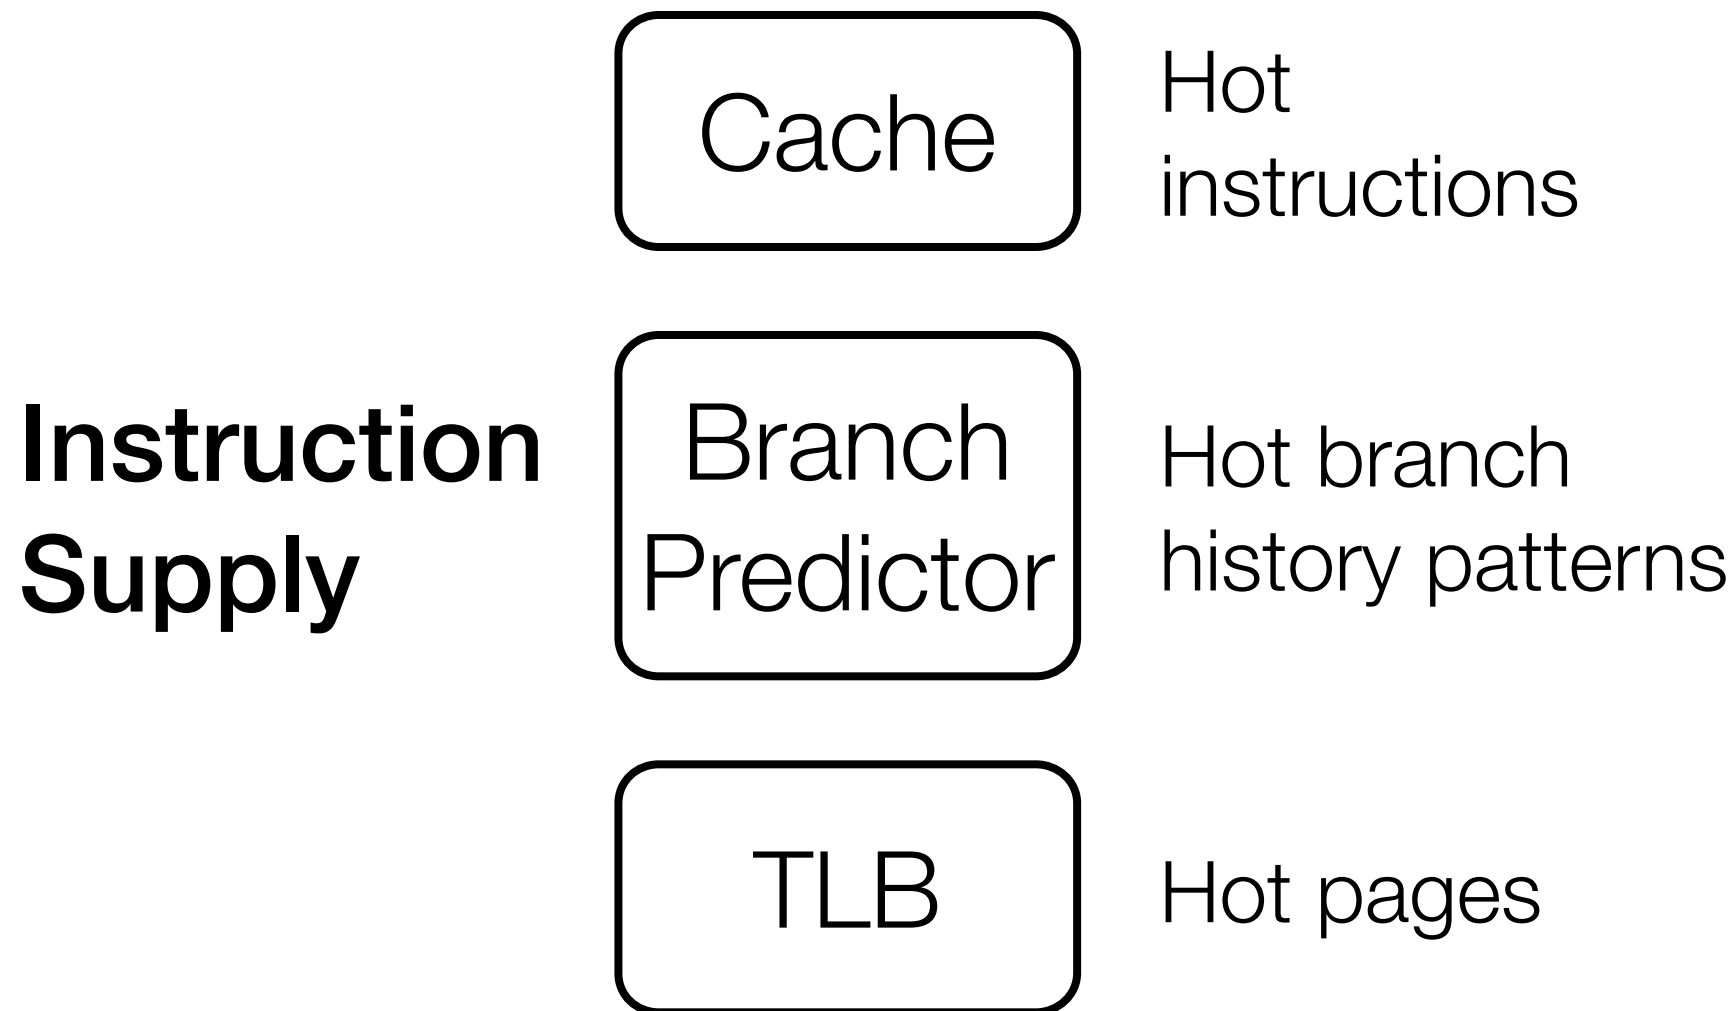 Cache
Hot
instructions
Instruction
Supply
Branch
Predictor
Hot branch
history patterns
TLB
Hot pages